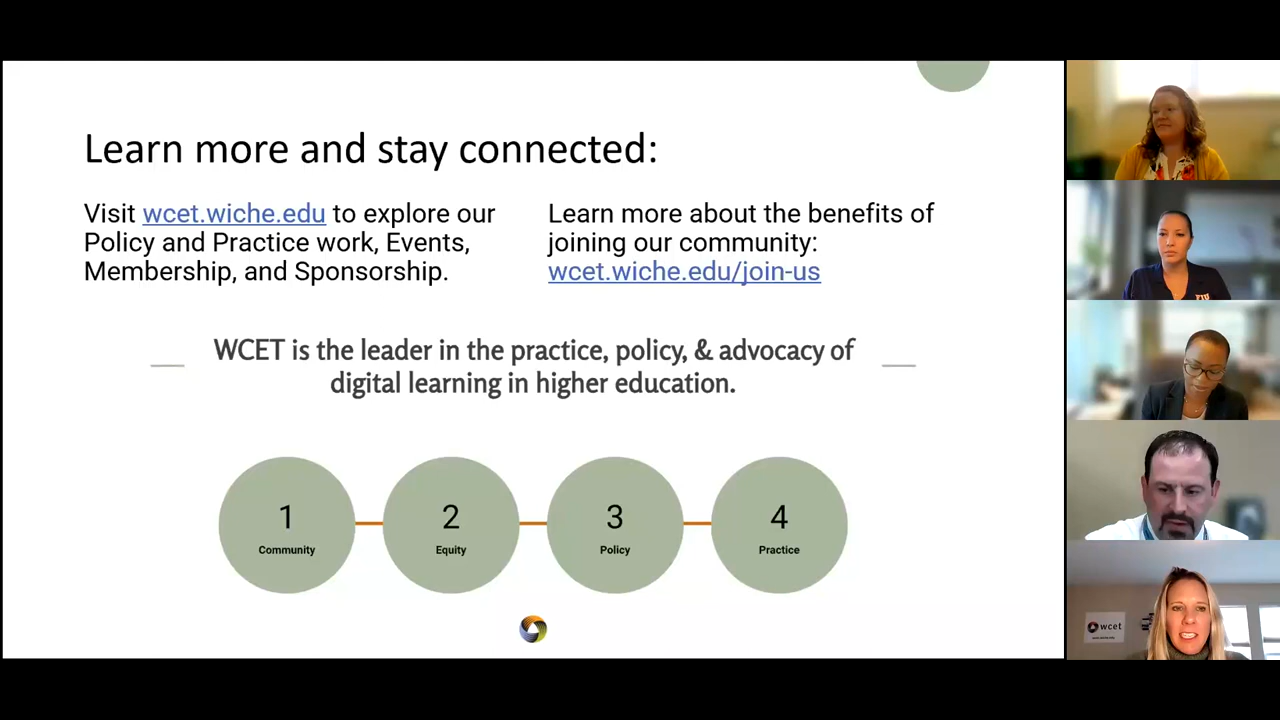 Learn more and stay connected:
Visit wcet.wiche.edu to explore our
Policy and Practice work, Events,
Membership, and Sponsorship.
Learn more about the benefits of
joining our community:
wcet.wiche.edu/join-us
WCET is the leader in the practice, policy, & advocacy of
digital learning in higher education.
1
Community
2
Equity
3
Policy
4
Practice
FIU
wcet